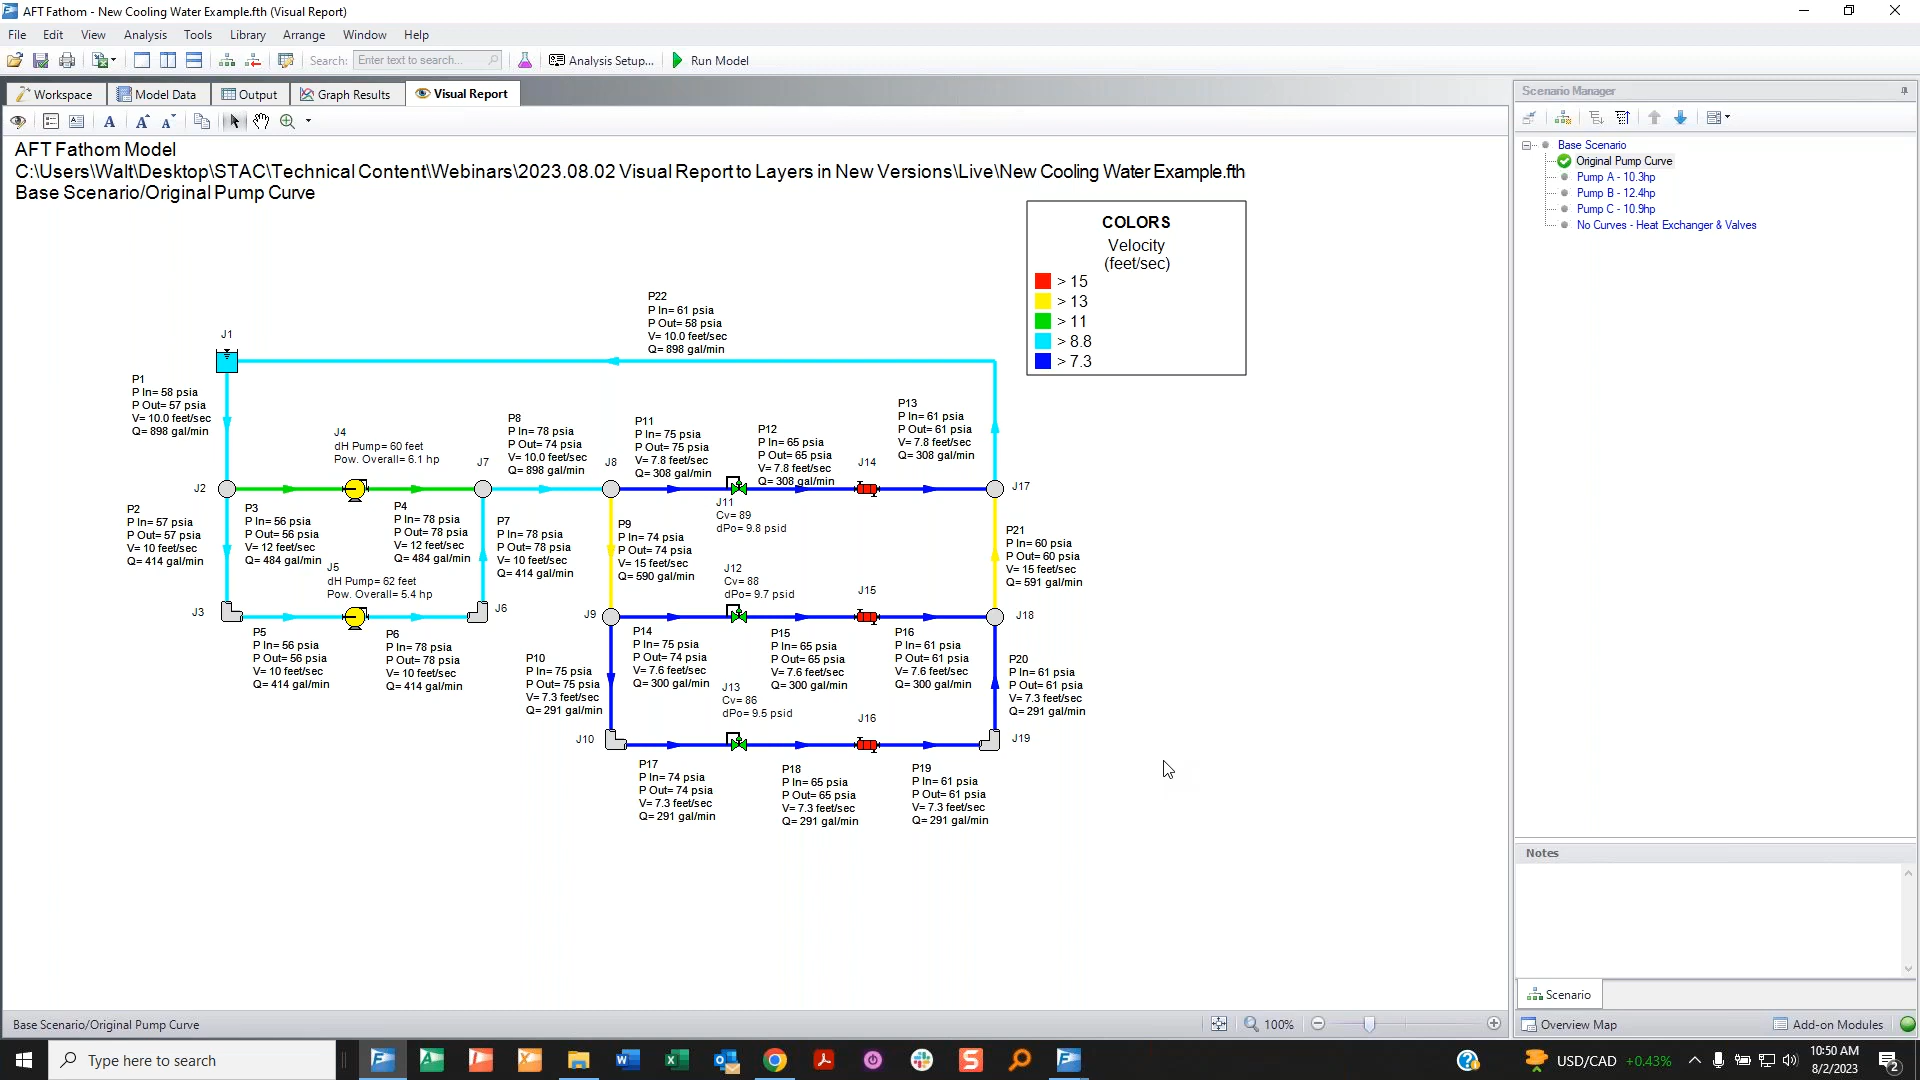 AFT Fathom - New Cooling Water Example.fth (Visual Report)
File Edit View Analysis Tools Library Arrange Window Help
Search: Enter text to search... Analysis Setup... Run Model
Workspace Model Data Output Graph Results Visual Report
AFT Fathom Model
C:\Users\Walt\Desktop\STAC\Technical Content\Webinars\2023.08.02 Visual Report to Layers in New Versions\Live\New Cooling Water Example.fth
Base Scenario/Original Pump Curve
COLORS
Velocity
(feet/sec)
> 15
> 13
> 11
> 8.8
> 7.3
P22
P In= 61 psia
P Out= 58 psia
V= 10.0 feet/sec
Q= 898 gal/min
J1
P1
P In= 58 psia
P Out= 57 psia
V= 10.0 feet/sec
Q= 898 gal/min
J4
dH Pump= 60 feet
Pow. Overall= 6.1 hp
J7
P8
P In= 78 psia
P Out= 74 psia
V= 10.0 feet/sec
Q= 898 gal/min
J8
P11
P In= 75 psia
P Out= 75 psia
V= 7.8 feet/sec
Q= 308 gal/min
P12
P In= 65 psia
P Out= 65 psia
V= 7.8 feet/sec
Q= 308 gal/min
J14
P13
P In= 61 psia
P Out= 61 psia
V= 7.8 feet/sec
Q= 308 gal/min
J2
J17
P2
P In= 57 psia
P Out= 57 psia
V= 10 feet/sec
Q= 414 gal/min
P3
P In= 56 psia
P Out= 56 psia
V= 12 feet/sec
Q= 484 gal/min
P4
P In= 78 psia
P Out= 78 psia
V= 12 feet/sec
Q= 484 gal/min
P7
P In= 78 psia
P Out= 78 psia
V= 10 feet/sec
Q= 414 gal/min
P9
P In= 74 psia
P Out= 74 psia
V= 15 feet/sec
Q= 590 gal/min
J11
Cv= 89
dPo= 9.8 psid
P21
P In= 60 psia
P Out= 60 psia
V= 15 feet/sec
Q= 591 gal/min
J5
dH Pump= 62 feet
Pow. Overall= 5.4 hp
J12
Cv= 88
dPo= 9.7 psid
J15
J3
J6
J9
J18
P5
P In= 56 psia
P Out= 56 psia
V= 10 feet/sec
Q= 414 gal/min
P6
P In= 78 psia
P Out= 78 psia
V= 10 feet/sec
Q= 414 gal/min
P10
P In= 75 psia
P Out= 75 psia
V= 7.3 feet/sec
Q= 291 gal/min
P14
P In= 75 psia
P Out= 74 psia
V= 7.6 feet/sec
Q= 300 gal/min
P15
P In= 65 psia
P Out= 65 psia
V= 7.6 feet/sec
Q= 300 gal/min
P16
P In= 61 psia
P Out= 61 psia
V= 7.6 feet/sec
Q= 300 gal/min
P20
P In= 61 psia
P Out= 61 psia
V= 7.3 feet/sec
Q= 291 gal/min
J13
Cv= 86
dPo= 9.5 psid
J16
J10
J19
P17
P In= 74 psia
P Out= 74 psia
V= 7.3 feet/sec
Q= 291 gal/min
P18
P In= 65 psia
P Out= 65 psia
V= 7.3 feet/sec
Q= 291 gal/min
P19
P In= 61 psia
P Out= 61 psia
V= 7.3 feet/sec
Q= 291 gal/min
Scenario Manager
Base Scenario
Original Pump Curve
Pump A - 10.3hp
Pump B - 12.4hp
Pump C - 10.9hp
No Curves - Heat Exchanger & Valves
Notes
Scenario
Base Scenario/Original Pump Curve 100% Overview Map Add-on Modules
Type here to search USD/CAD +0.43% 10:50 AM
8/2/2023
2